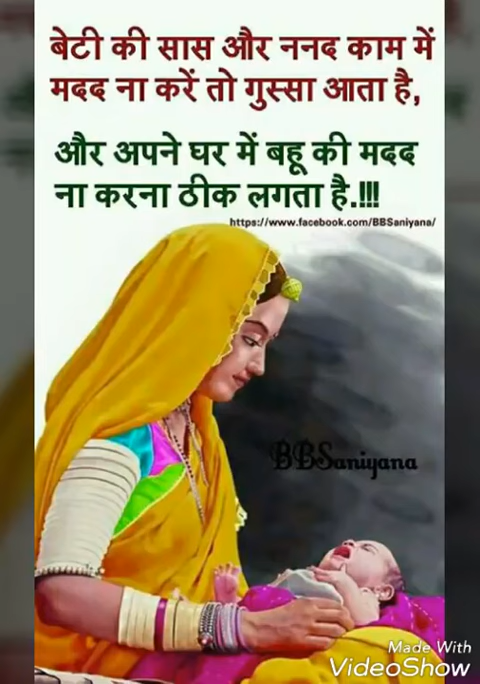 बेटी की सास और ननद काम में
मदद ना करें तो गुस्सा आता है,
और अपने घर में बहू की मदद
ना करना ठीक लगता है.!!!
https://www.facebook.com/BBSaniyana/
BBSaniyana
Made With
VideoShow